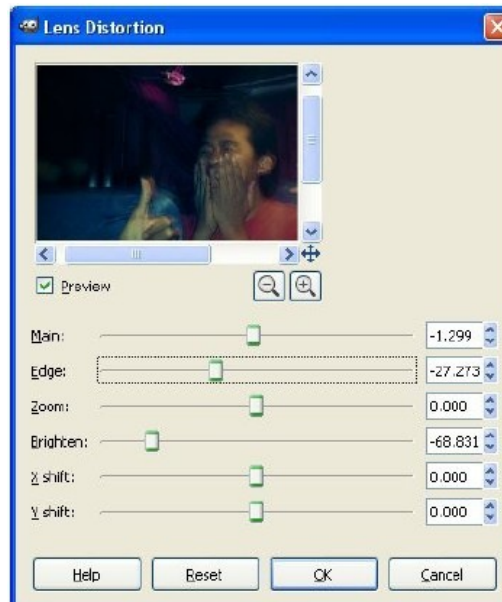 Lens Distortion
Preview
Main: -1.299
Edge: -27.273
Zoom: 0.000
Brighten: -68.831
X shift: 0.000
Y shift: 0.000
Help Reset OK Cancel